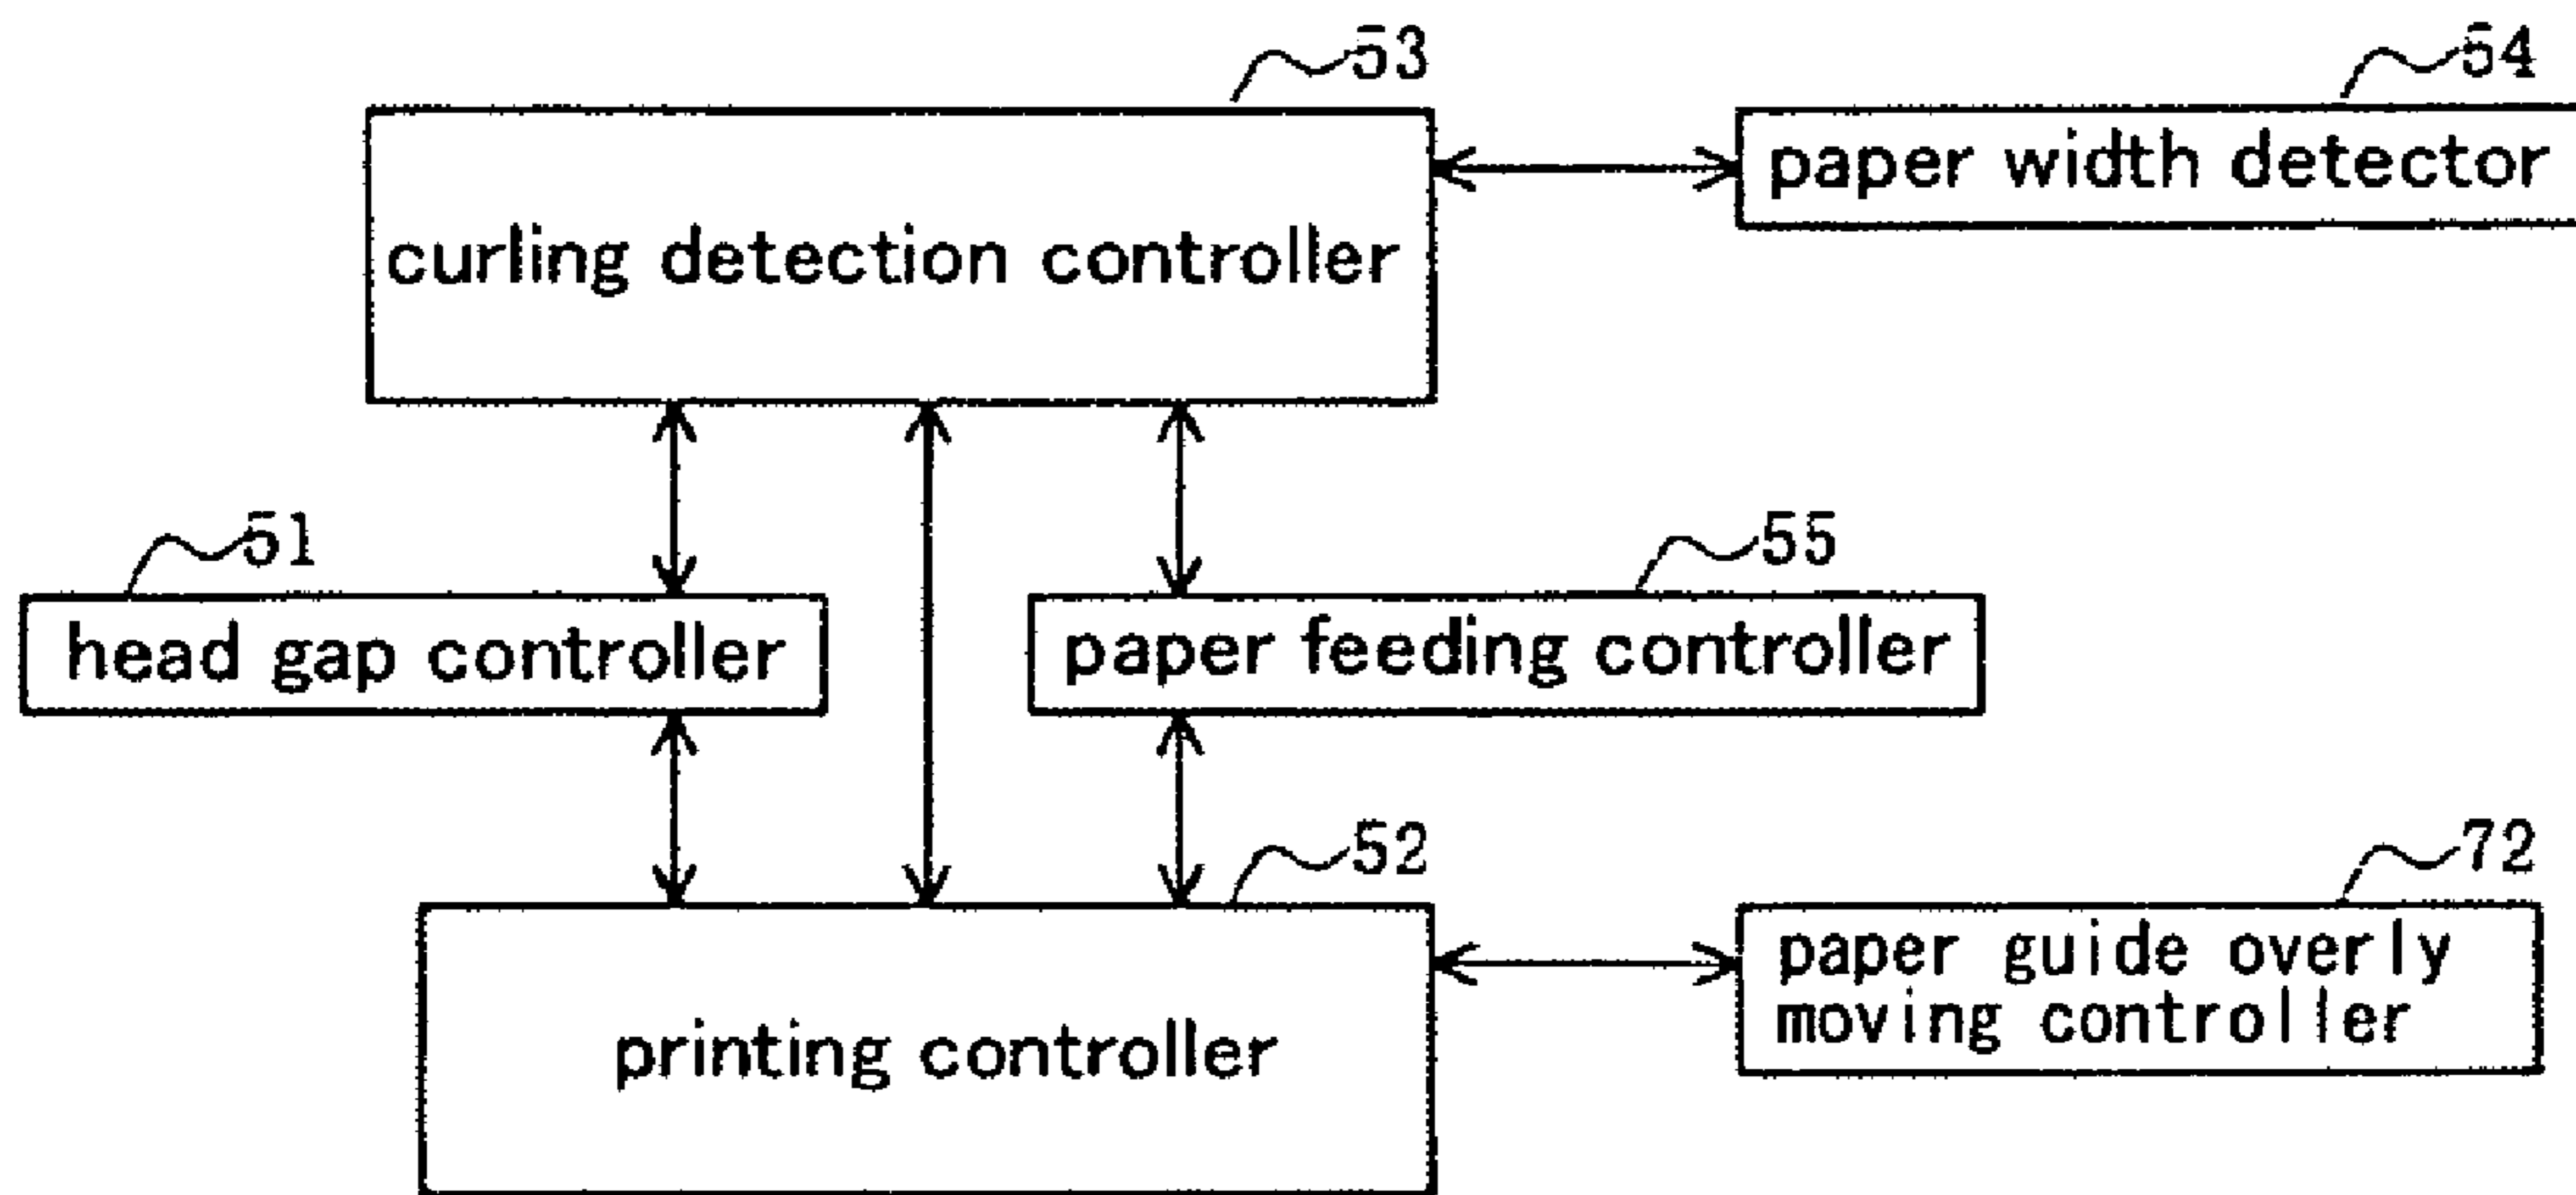 53
54
curling detection controller
paper width detector
51
55
head gap controller
paper feeding controller
52
72
printing controller
paper guide overly
moving controller